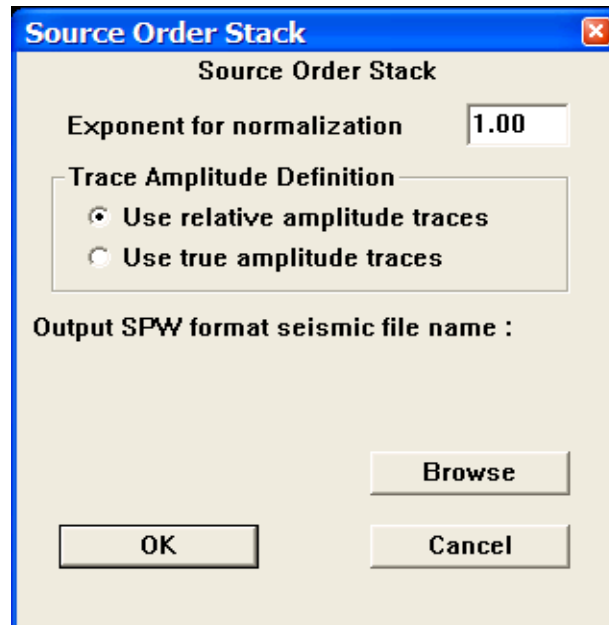 Source Order Stack
Source Order Stack
Exponent for normalization 1.00
Trace Amplitude Definition
Use relative amplitude traces
Use true amplitude traces
Output SPW format seismic file name :
Browse
OK Cancel